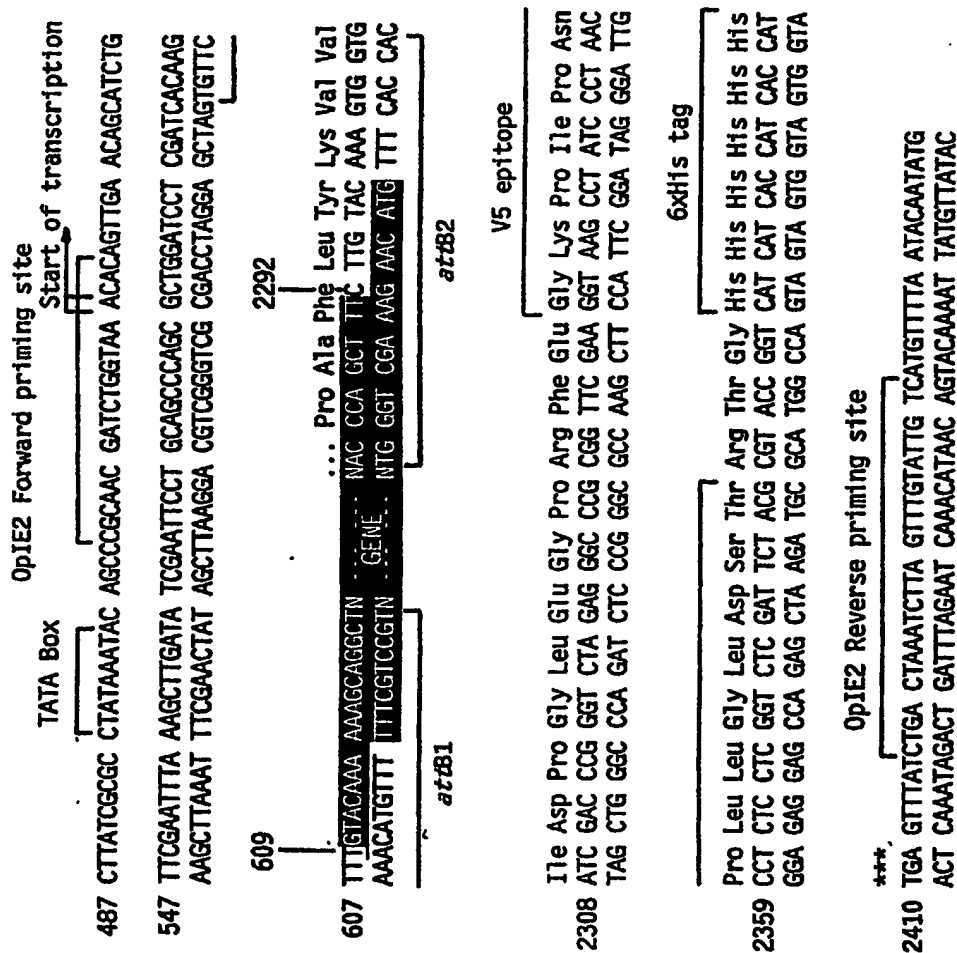 OpIE2 Forward priming site
TATA Box Start of transcription
487 CTTATCGCGC CTATAAATAC AGCCCGCAAC GATCTGGTAA ACACAGTTGA ACAGCATCTG
547 TTCGAATTTA AAGCTTGATA TCGAATTCCT GCAGCCCAGC GCTGGATCCT CGATCACAAG
AAGCTTAAAT TTCGAACTAT AGCTTAAGGA CGTCGGGTCG CGACCTAGGA GCTAGTGTTC
609 2292
... Pro Ala Phe Leu Tyr Lys Val Val
607 TTTGTACAAA AAAGCAGGCTN ... ... NAC CCA GCT TTC TTG TAC AAA GTG GTG
GENE
AAACATGTTT TTTCGTCCGTN NTG GGT CGA AAG AAC ATG TTT CAC CAC
attB1 attB2
V5 epitope
Ile Asp Pro Gly Leu Glu Gly Pro Arg Phe Glu Gly Lys Pro Ile Pro Asn
2308 ATC GAC CCG GGT CTA GAG GGC CCG CGG TTC GAA GGT AAG CCT ATC CCT AAC
TAG CTG GGC CCA GAT CTC CCG GGC GCC AAG CTT CCA TTC GGA TAG GGA TTG
6xHis tag
Pro Leu Leu Gly Leu Asp Ser Thr Arg Thr Gly His His His His His His
2359 CCT CTC CTC GGT CTC GAT TCT ACG CGT ACC GGT CAT CAT CAC CAT CAC CAT
GGA GAG GAG CCA GAG CTA AGA TGC GCA TGG CCA GTA GTA GTG GTA GTG GTA
OpIE2 Reverse priming site
***
2410 TGA GTTTATCTGA CTAAATCTTA GTTTGTATTG TCATGTTTTA ATACAATATG
ACT CAAATAGACT GATTTAGAAT CAAACATAAC AGTACAAAAT TATGTTATAC